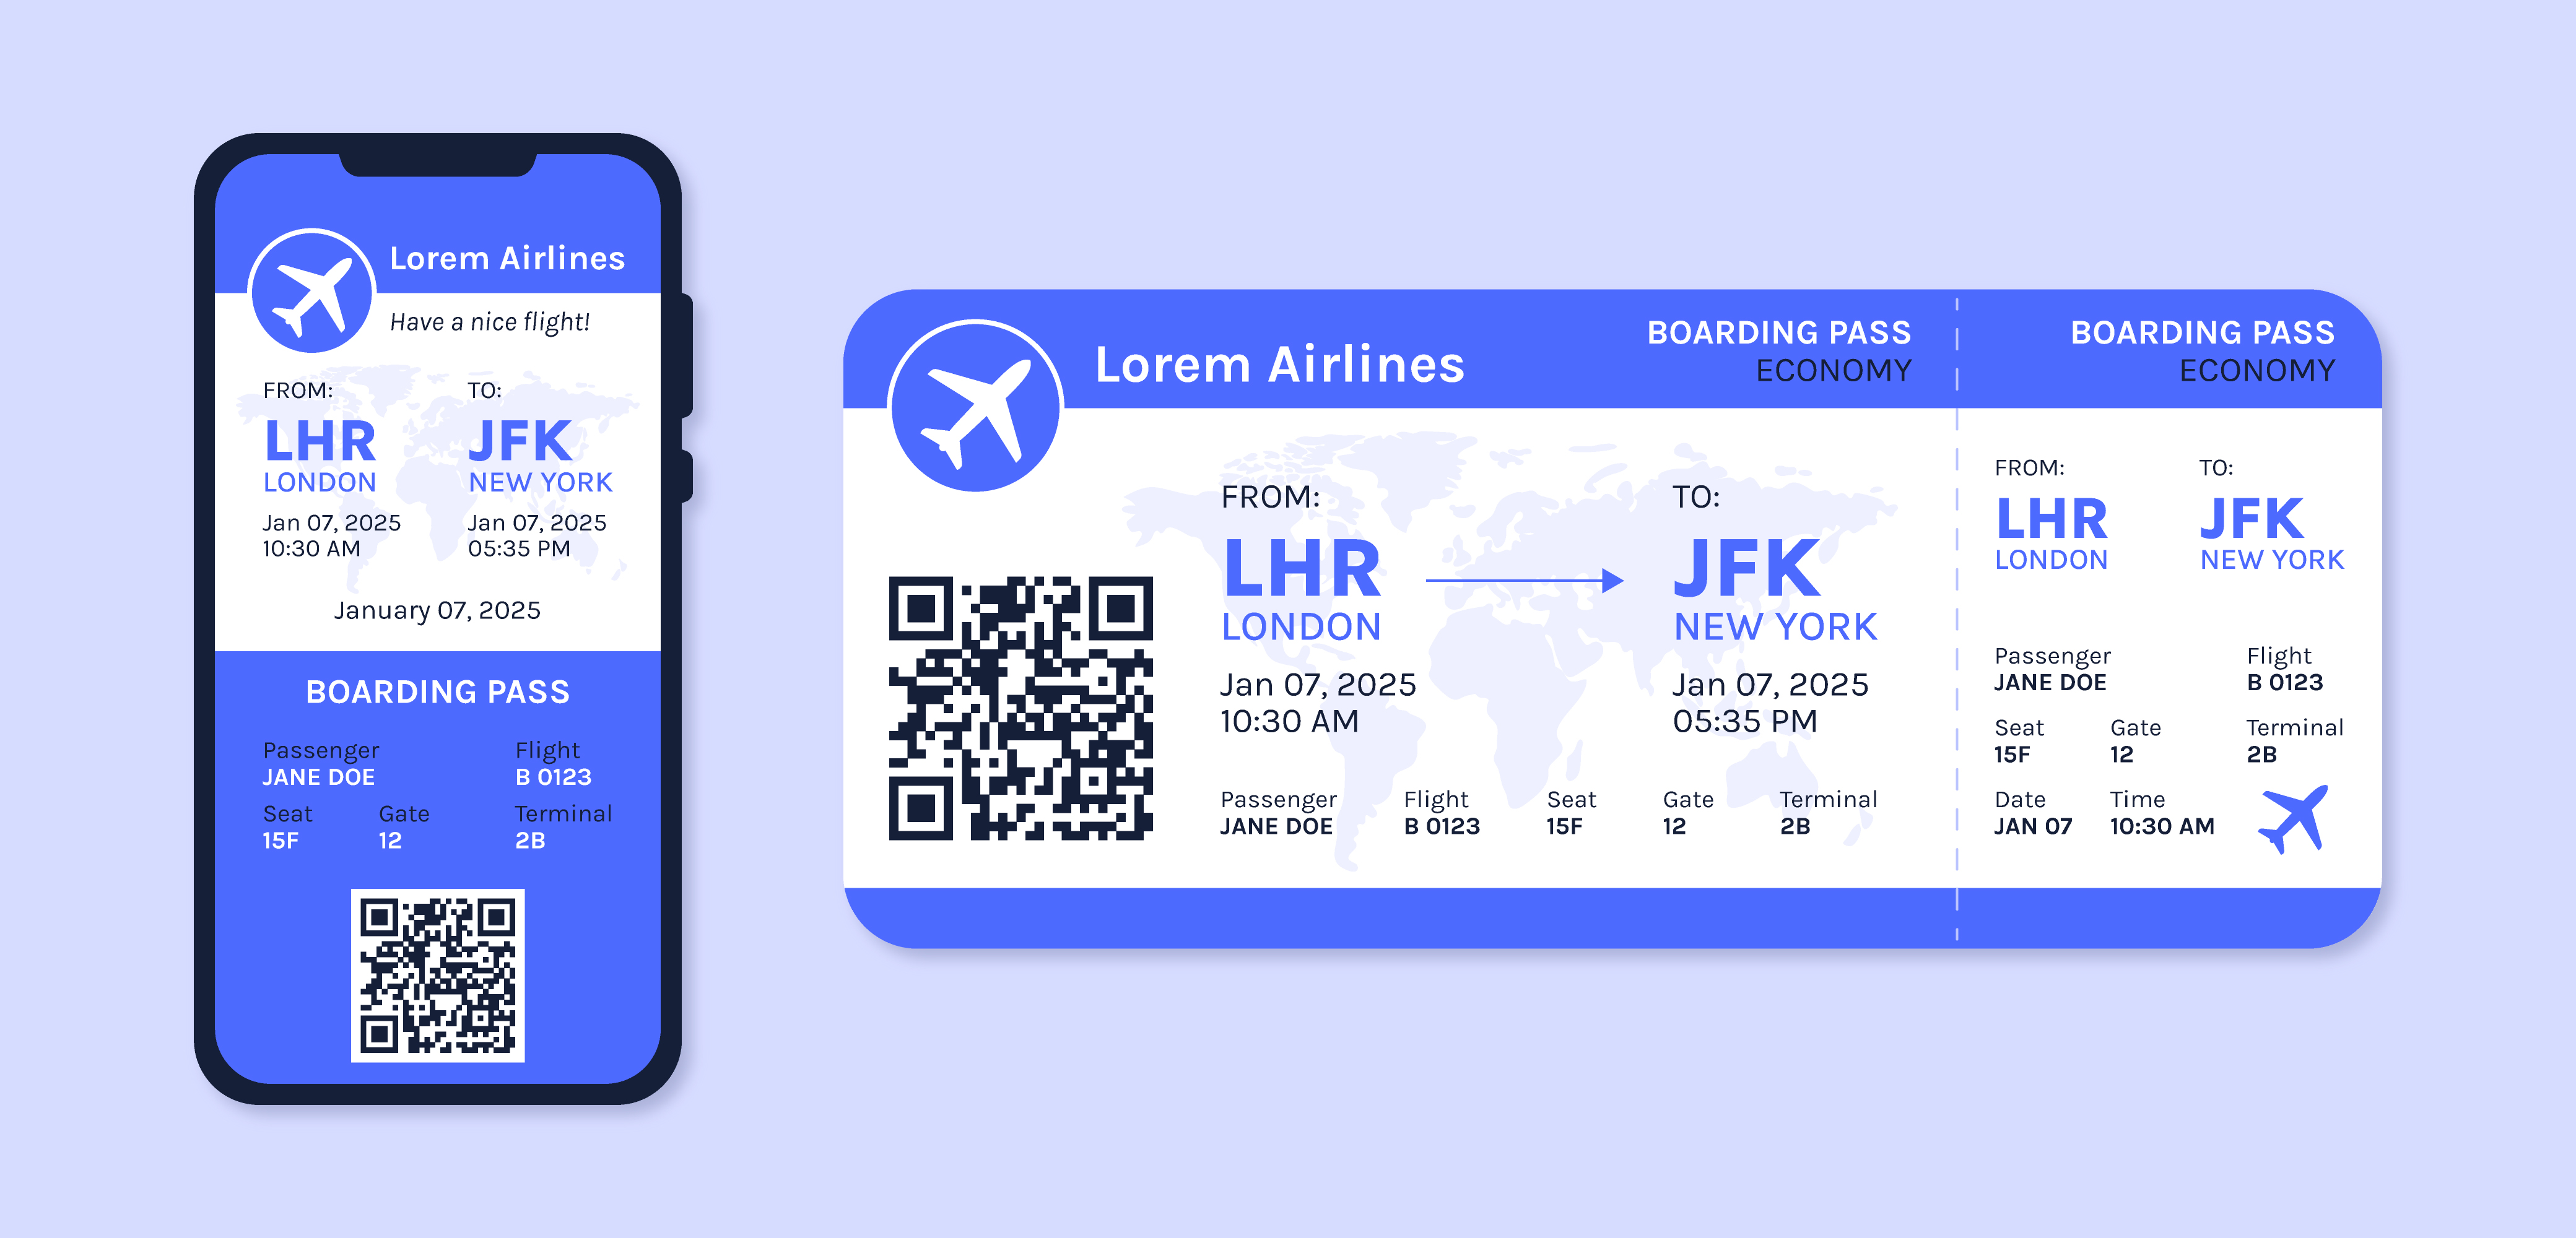 Lorem Airlines
Have a nice flight!
FROM: TO:
LHR JFK
LONDON NEW YORK
Jan 07, 2025 Jan 07, 2025
10:30 AM 05:35 PM
January 07, 2025
BOARDING PASS
Passenger Flight
JANE DOE B 0123
Seat Gate Terminal
15F 12 2B
Lorem Airlines
BOARDING PASS
ECONOMY
FROM: TO:
LHR JFK
LONDON NEW YORK
Jan 07, 2025 Jan 07, 2025
10:30 AM 05:35 PM
Passenger Flight Seat Gate Terminal
JANE DOE B 0123 15F 12 2B
BOARDING PASS
ECONOMY
FROM: TO:
LHR JFK
LONDON NEW YORK
Passenger Flight
JANE DOE B 0123
Seat Gate Terminal
15F 12 2B
Date Time
JAN 07 10:30 AM